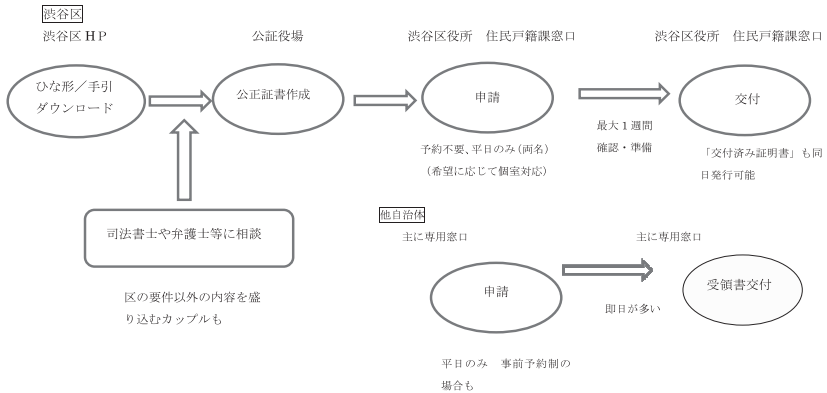 渋谷区
渋谷区HP
公証役場
渋谷区役所　住民戸籍課窓口
渋谷区役所　住民戸籍課窓口
ひな形／手引
ダウンロード
公正証書作成
申請
交付
最大1週間
確認・準備
予約不要、平日のみ（両名）
（希望に応じて個室対応）
「交付済み証明書」も同
日発行可能
司法書士や弁護士等に相談
区の要件以外の内容を盛
り込むカップルも
他自治体
主に専用窓口
主に専用窓口
申請
受領書交付
即日が多い
平日のみ　事前予約制の
場合も